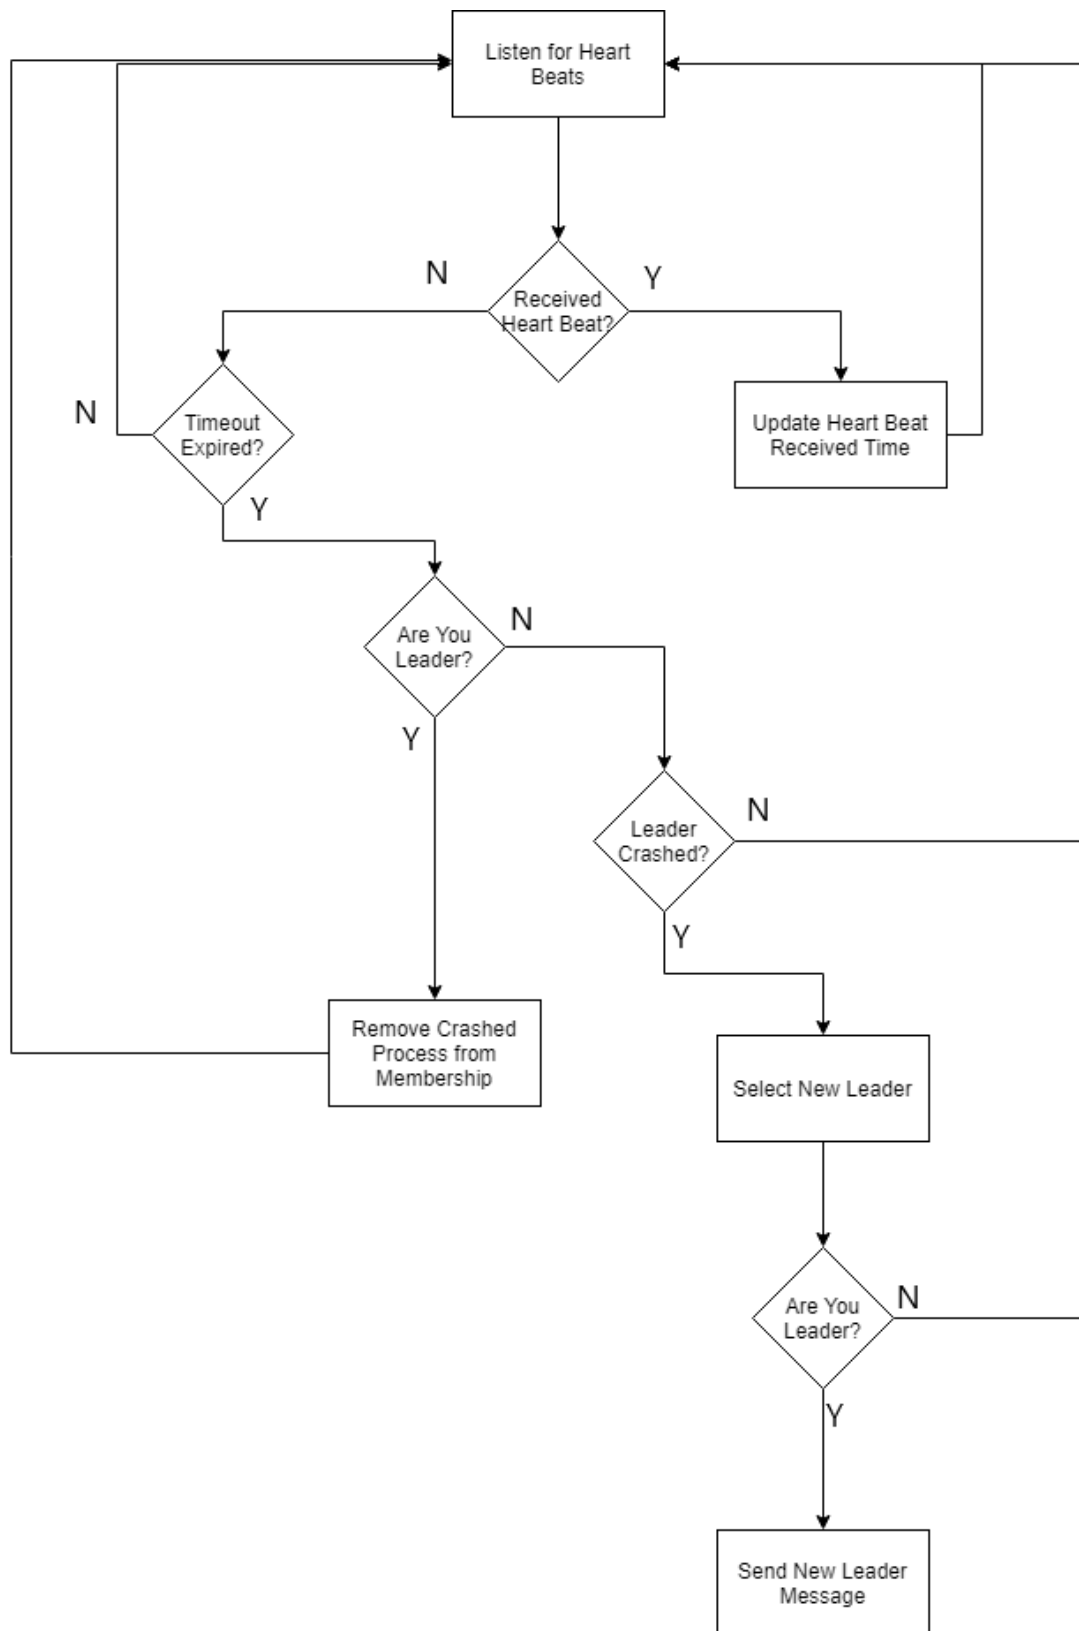 Listen for Heart
Beats
N
Y
Received
Heart Beat?
N
Timeout
Expired?
Update Heart Beat
Received Time
Y
Are You
Leader?
N
Y
Leader
Crashed?
N
Y
Remove Crashed
Process from
Membership
Select New Leader
Are You
Leader?
N
Y
Send New Leader
Message